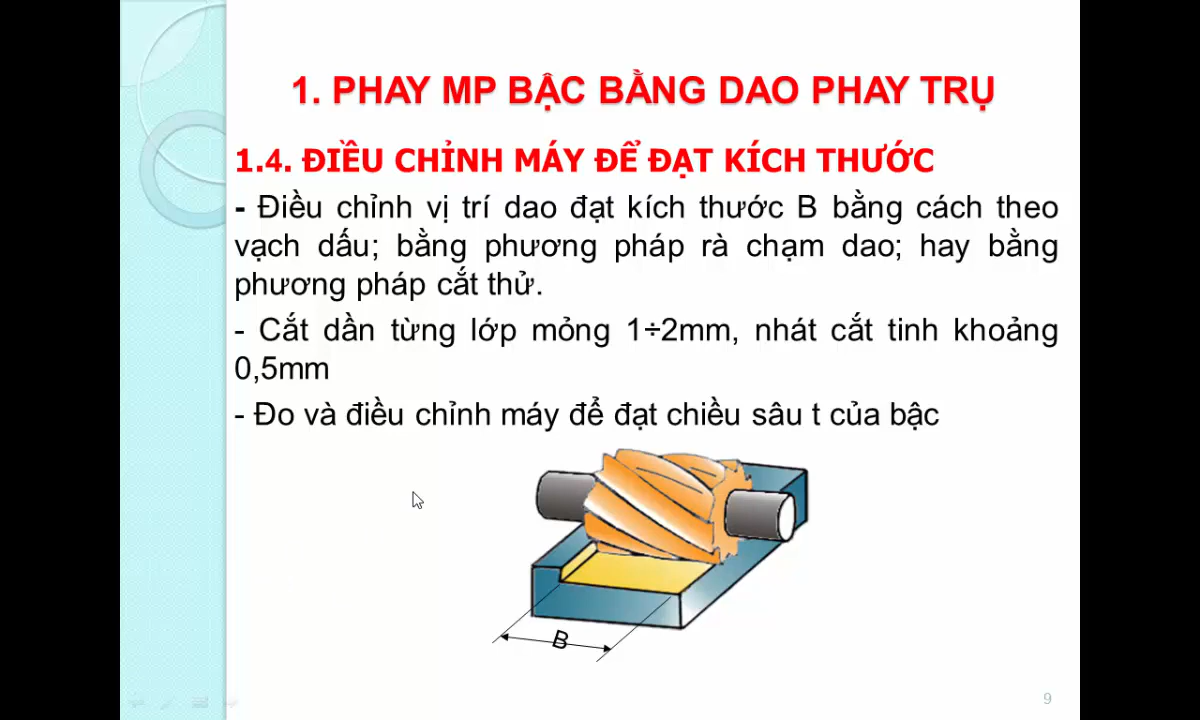 1. PHAY MP BẬC BẰNG DAO PHAY TRỤ
1.4. ĐIỀU CHỈNH MÁY ĐỂ ĐẠT KÍCH THƯỚC
- Điều chỉnh vị trí dao đạt kích thước B bằng cách theo
vạch dấu; bằng phương pháp rà chạm dao; hay bằng
phương pháp cắt thử.
- Cắt dần từng lớp mỏng 1÷2mm, nhát cắt tinh khoảng
0,5mm
- Đo và điều chỉnh máy để đạt chiều sâu t của bậc
B
9